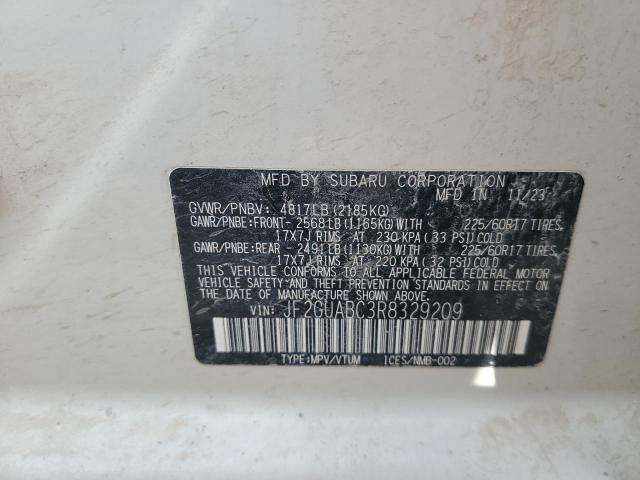 MFD BY SUBARU CORPORATION
GVWR/PNBV: 4817LB(2185KG) MFD IN 11/23
GAWR/PNBE:FRONT- 2568LB(1165KG)WITH 225/60R17 TIRES,
17X7J RIMS AT 230 KPA(33 PSI)COLD
GAWR/PNBE:REAR -2491LB(1130KG)WITH 225/60R17 TIRES,
17X7J RIMS AT 220 KPA(32 PSI)COLD
THIS VEHICLE CONFORMS TO ALL APPLICABLE FEDERAL MOTOR
VEHICLE SAFETY AND BUMPER STANDARDS IN EFFECT ON
THE DATE OF MANUFACTURE SHOWN ABOVE.
VIN: JF2GUABC3R8329209
TYPE:MPV/VTUM ICES/NMB-002